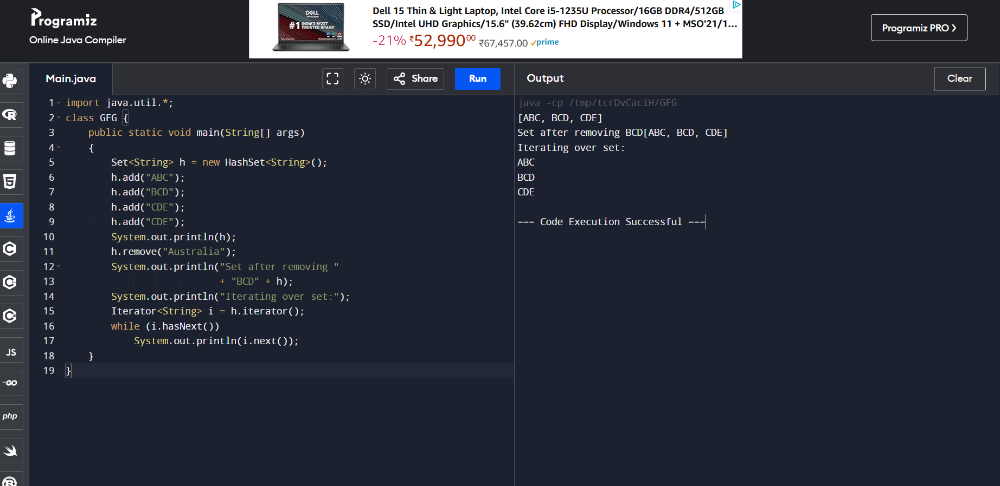 Programiz
Online Java Compiler
DELL
Technologies
#1 INDIA'S MOST
TRUSTED BRAND*
Dell 15 Thin & Light Laptop, Intel Core i5-1235U Processor/16GB DDR4/512GB
SSD/Intel UHD Graphics/15.6" (39.62cm) FHD Display/Windows 11 + MSO'21/1...
-21% ₹52,990⁰⁰ ₹67,457.00 prime
Programiz PRO ❯
Main.java
Share
Run
Output
Clear
1 import java.util.*;
2 class GFG {
3     public static void main(String[] args)
4     {
5         Set<String> h = new HashSet<String>();
6         h.add("ABC");
7         h.add("BCD");
8         h.add("CDE");
9         h.add("CDE");
10         System.out.println(h);
11         h.remove("Australia");
12         System.out.println("Set after removing "
13                            + "BCD" + h);
14         System.out.println("Iterating over set:");
15         Iterator<String> i = h.iterator();
16         while (i.hasNext())
17             System.out.println(i.next());
18     }
19 }
java -cp /tmp/tcrDvCaciH/GFG
[ABC, BCD, CDE]
Set after removing BCD[ABC, BCD, CDE]
Iterating over set:
ABC
BCD
CDE
=== Code Execution Successful ===
R
5
C
C
C
JS
GO
php
R